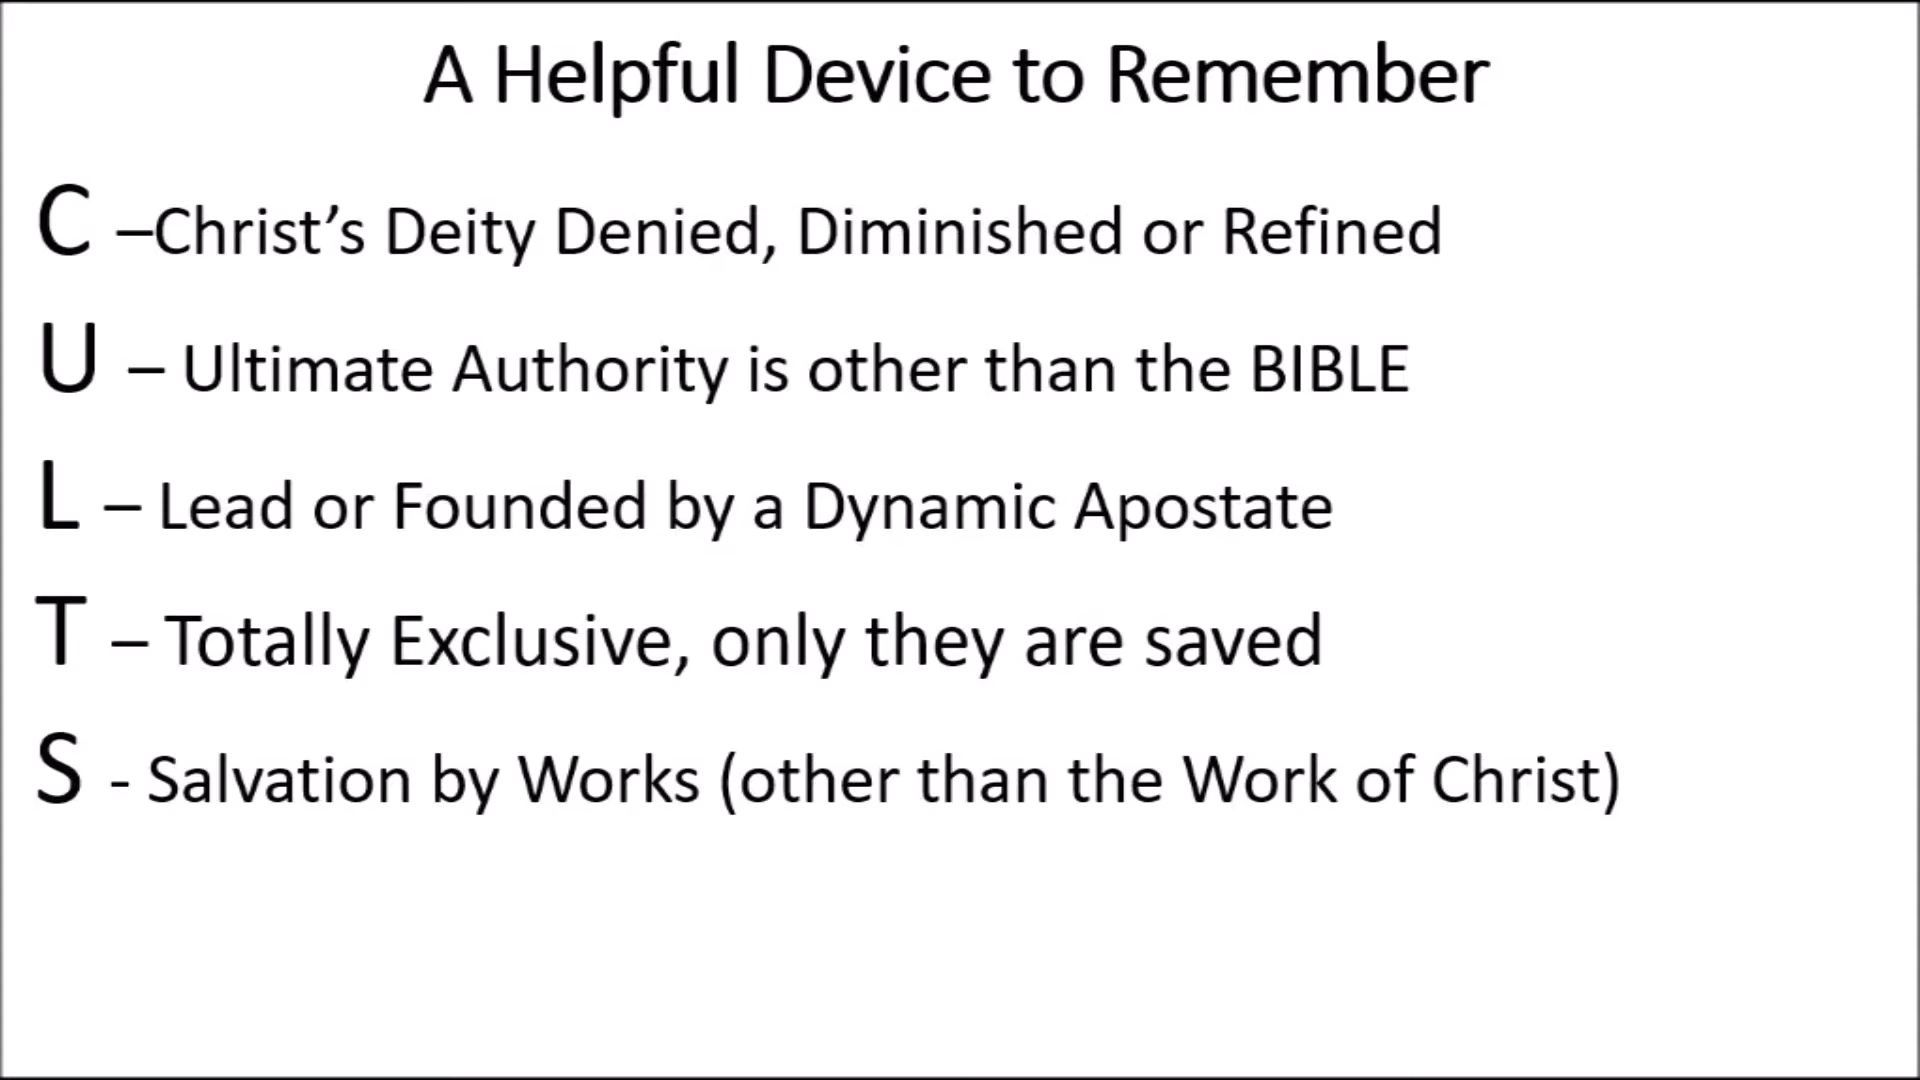 A Helpful Device to Remember
C –Christ’s Deity Denied, Diminished or Refined
U – Ultimate Authority is other than the BIBLE
L – Lead or Founded by a Dynamic Apostate
T – Totally Exclusive, only they are saved
S - Salvation by Works (other than the Work of Christ)